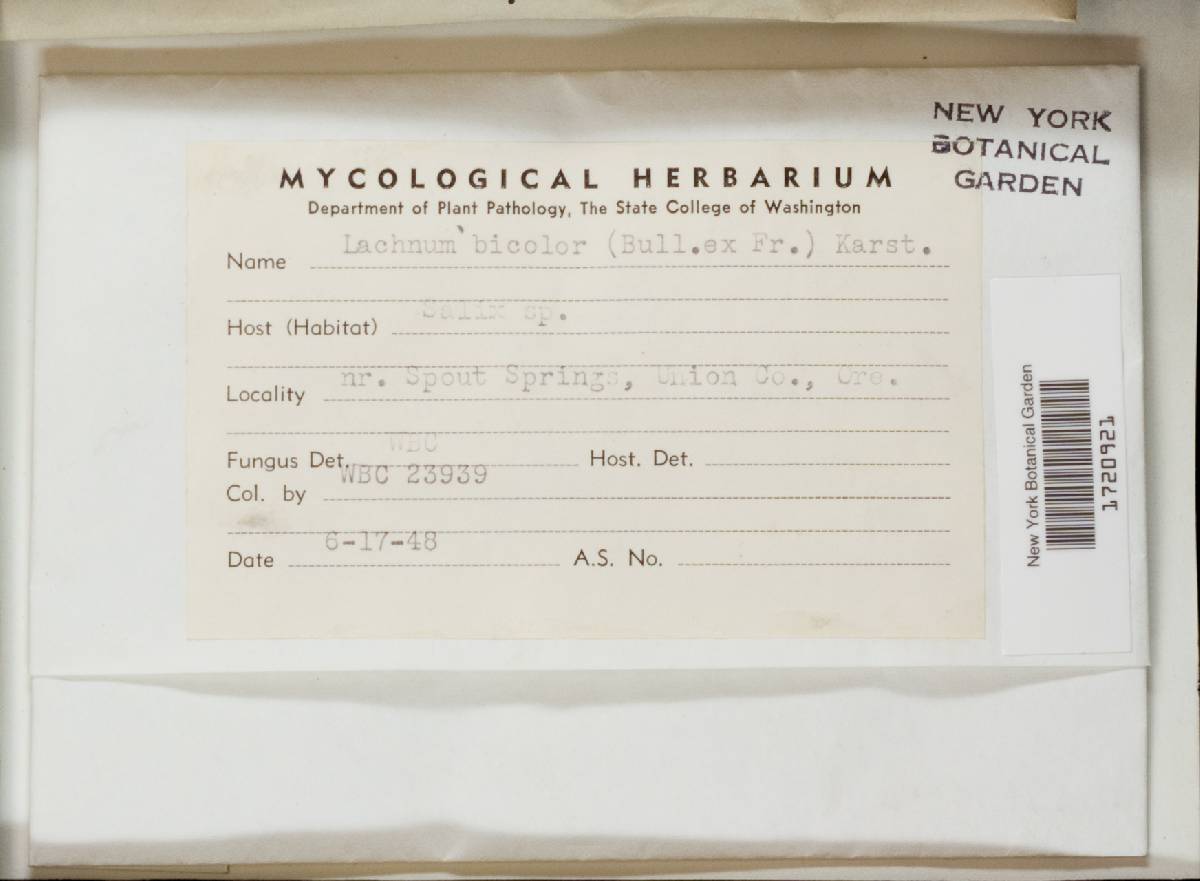 NEW YORK
BOTANICAL
GARDEN
MYCOLOGICAL HERBARIUM
Department of Plant Pathology, The State College of Washington
Name Lachnum bicolor (Bull.ex Fr.) Karst.
Host (Habitat) Salix sp.
Locality nr. Spout Springs, Union Co., Ore.
Fungus Det. WBC Host. Det.
Col. by WBC 23939
Date 6-17-48 A.S. No.
New York Botanical Garden
1720921